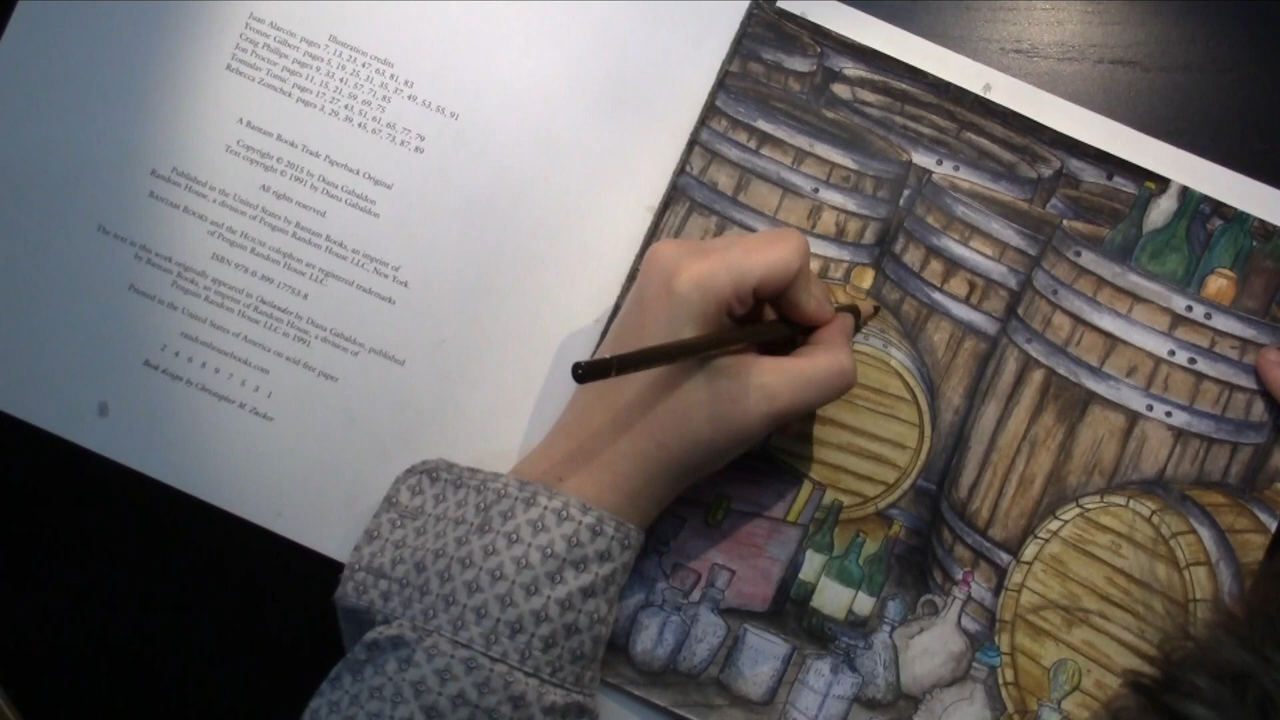 Illustration credits
Juan Alarcón: pages 7, 13, 23, 47, 63, 81, 83
Yvonne Gilbert: pages 5, 19, 25, 31, 35, 37, 49, 53, 55, 91
Craig Phillips: pages 9, 33, 41, 57, 71, 85
Jon Proctor: pages 11, 15, 21, 59, 69, 75
Tomislav Tomić: pages 17, 27, 43, 51, 61, 65, 77, 79
Rebecca Zomchek: pages 3, 29, 39, 45, 67, 73, 87, 89
A Bantam Books Trade Paperback Original
Copyright © 2015 by Diana Gabaldon
Text copyright © 1991 by Diana Gabaldon
All rights reserved.
Published in the United States by Bantam Books, an imprint of
Random House, a division of Penguin Random House LLC, New York.
BANTAM BOOKS and the HOUSE colophon are registered trademarks
of Penguin Random House LLC.
ISBN 978-0-399-17753-8
The text in this work originally appeared in Outlander by Diana Gabaldon, published
by Bantam Books, an imprint of Random House, a division of
Penguin Random House LLC in 1991
Printed in the United States of America on acid-free paper
randomhousebooks.com
2 4 6 8 9 7 5 3 1
Book design by Christopher M. Zucker